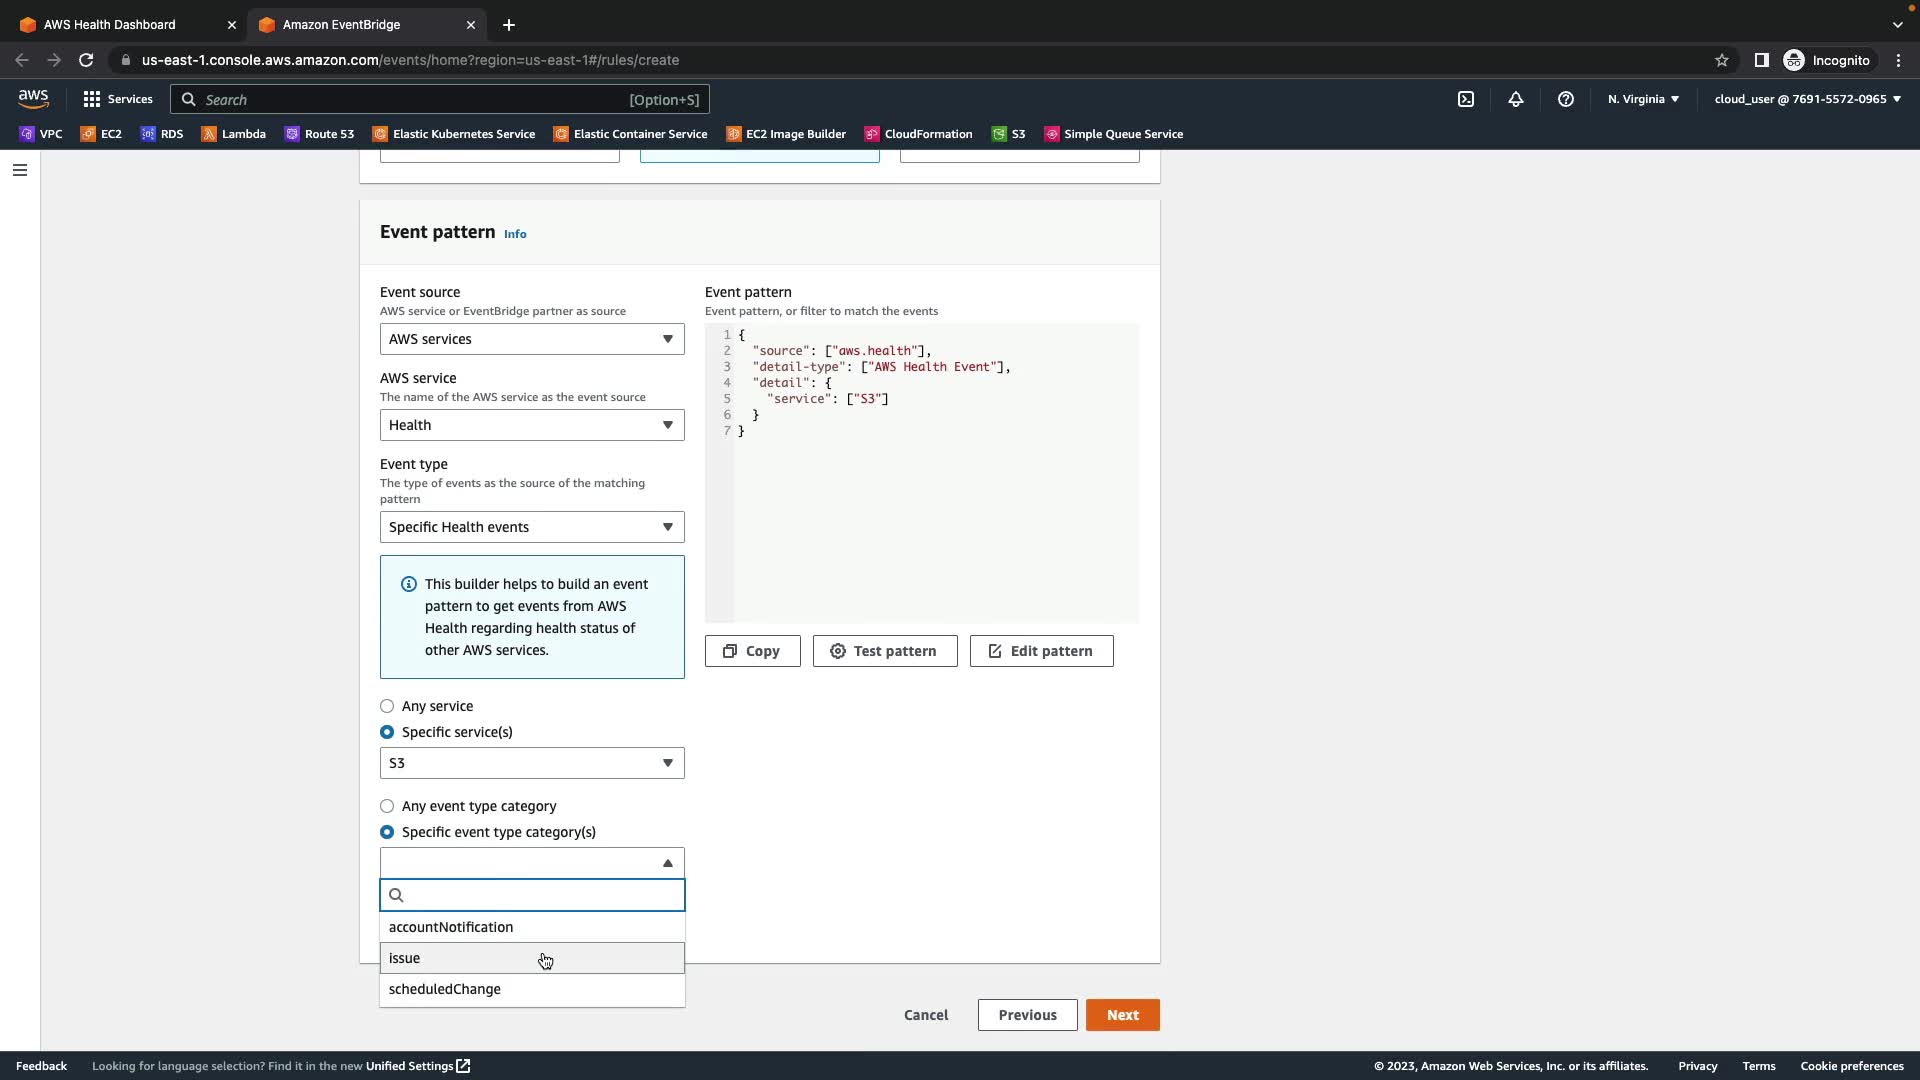 AWS Health Dashboard
Amazon EventBridge
us-east-1.console.aws.amazon.com/events/home?region=us-east-1#/rules/create
Incognito
aws
Services
Search
[Option+S]
N. Virginia
cloud_user @ 7691-5572-0965
VPC
EC2
RDS
Lambda
Route 53
Elastic Kubernetes Service
Elastic Container Service
EC2 Image Builder
CloudFormation
S3
Simple Queue Service
Event pattern Info
Event source
AWS service or EventBridge partner as source
AWS services
AWS service
The name of the AWS service as the event source
Health
Event type
The type of events as the source of the matching
pattern
Specific Health events
This builder helps to build an event
pattern to get events from AWS
Health regarding health status of
other AWS services.
Any service
Specific service(s)
S3
Any event type category
Specific event type category(s)
accountNotification
issue
scheduledChange
Event pattern
Event pattern, or filter to match the events
1 {
2 "source": ["aws.health"],
3 "detail-type": ["AWS Health Event"],
4 "detail": {
5 "service": ["S3"]
6 }
7 }
Copy
Test pattern
Edit pattern
Cancel
Previous
Next
Feedback
Looking for language selection? Find it in the new Unified Settings
© 2023, Amazon Web Services, Inc. or its affiliates.
Privacy
Terms
Cookie preferences